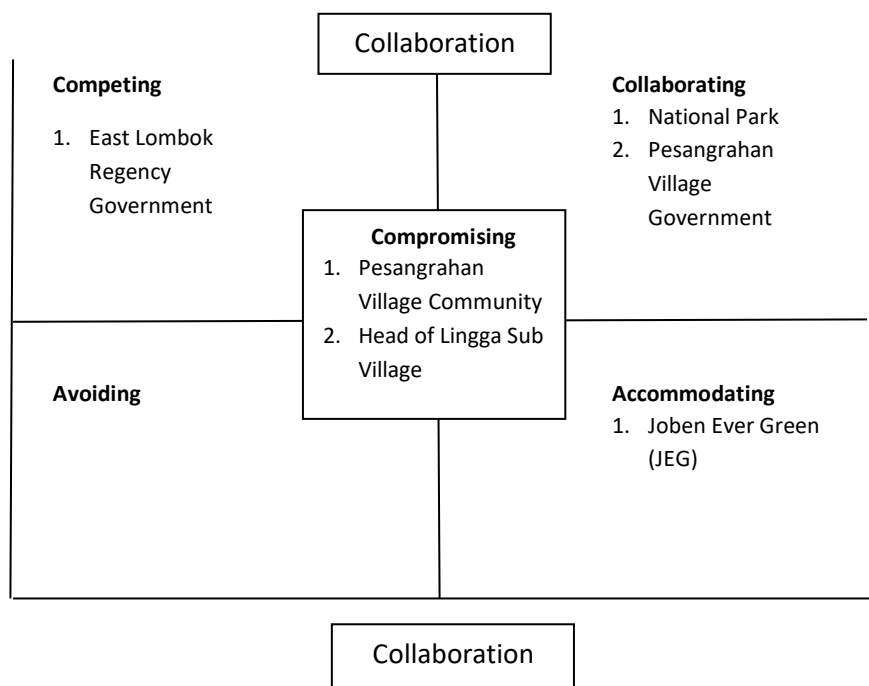 Collaboration
Competing
1. East Lombok
Regency
Government
Collaborating
1. National Park
2. Pesangrahan
Village
Government
Compromising
1. Pesangrahan
Village Community
2. Head of Lingga Sub
Village
Avoiding
Accommodating
1. Joben Ever Green
(JEG)
Collaboration